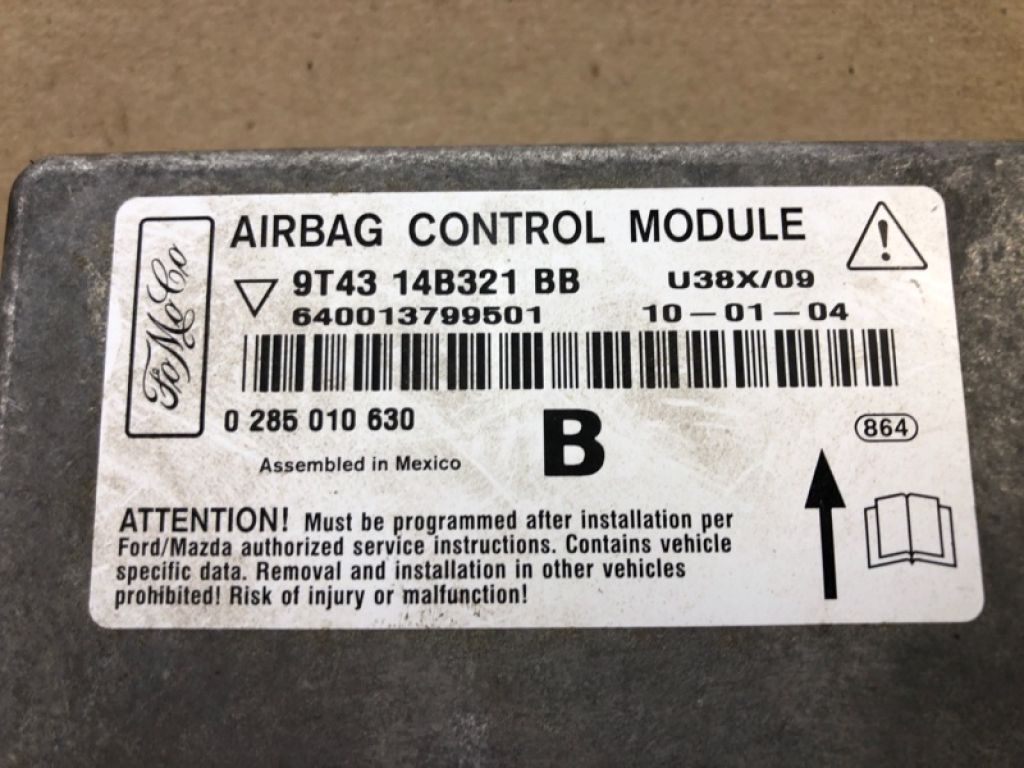 FoMoCo
AIRBAG CONTROL MODULE
9T43 14B321 BB U38X/09
640013799501 10-01-04
0 285 010 630
B
864
Assembled in Mexico
ATTENTION! Must be programmed after installation per
Ford/Mazda authorized service instructions. Contains vehicle
specific data. Removal and installation in other vehicles
prohibited! Risk of injury or malfunction!